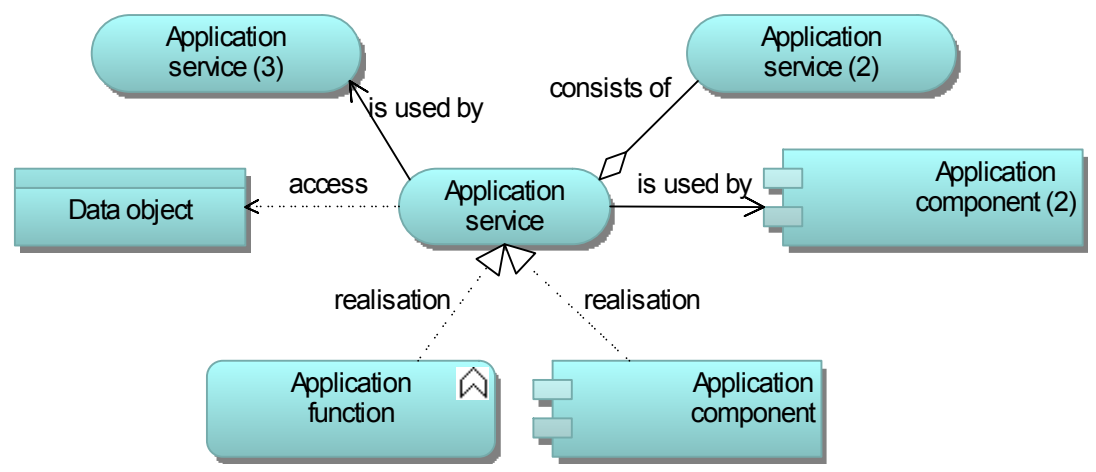 Application
service (3)
Application
service (2)
consists of
is used by
Data object
access
Application
service
is used by
Application
component (2)
realisation
realisation
Application
function
Application
component